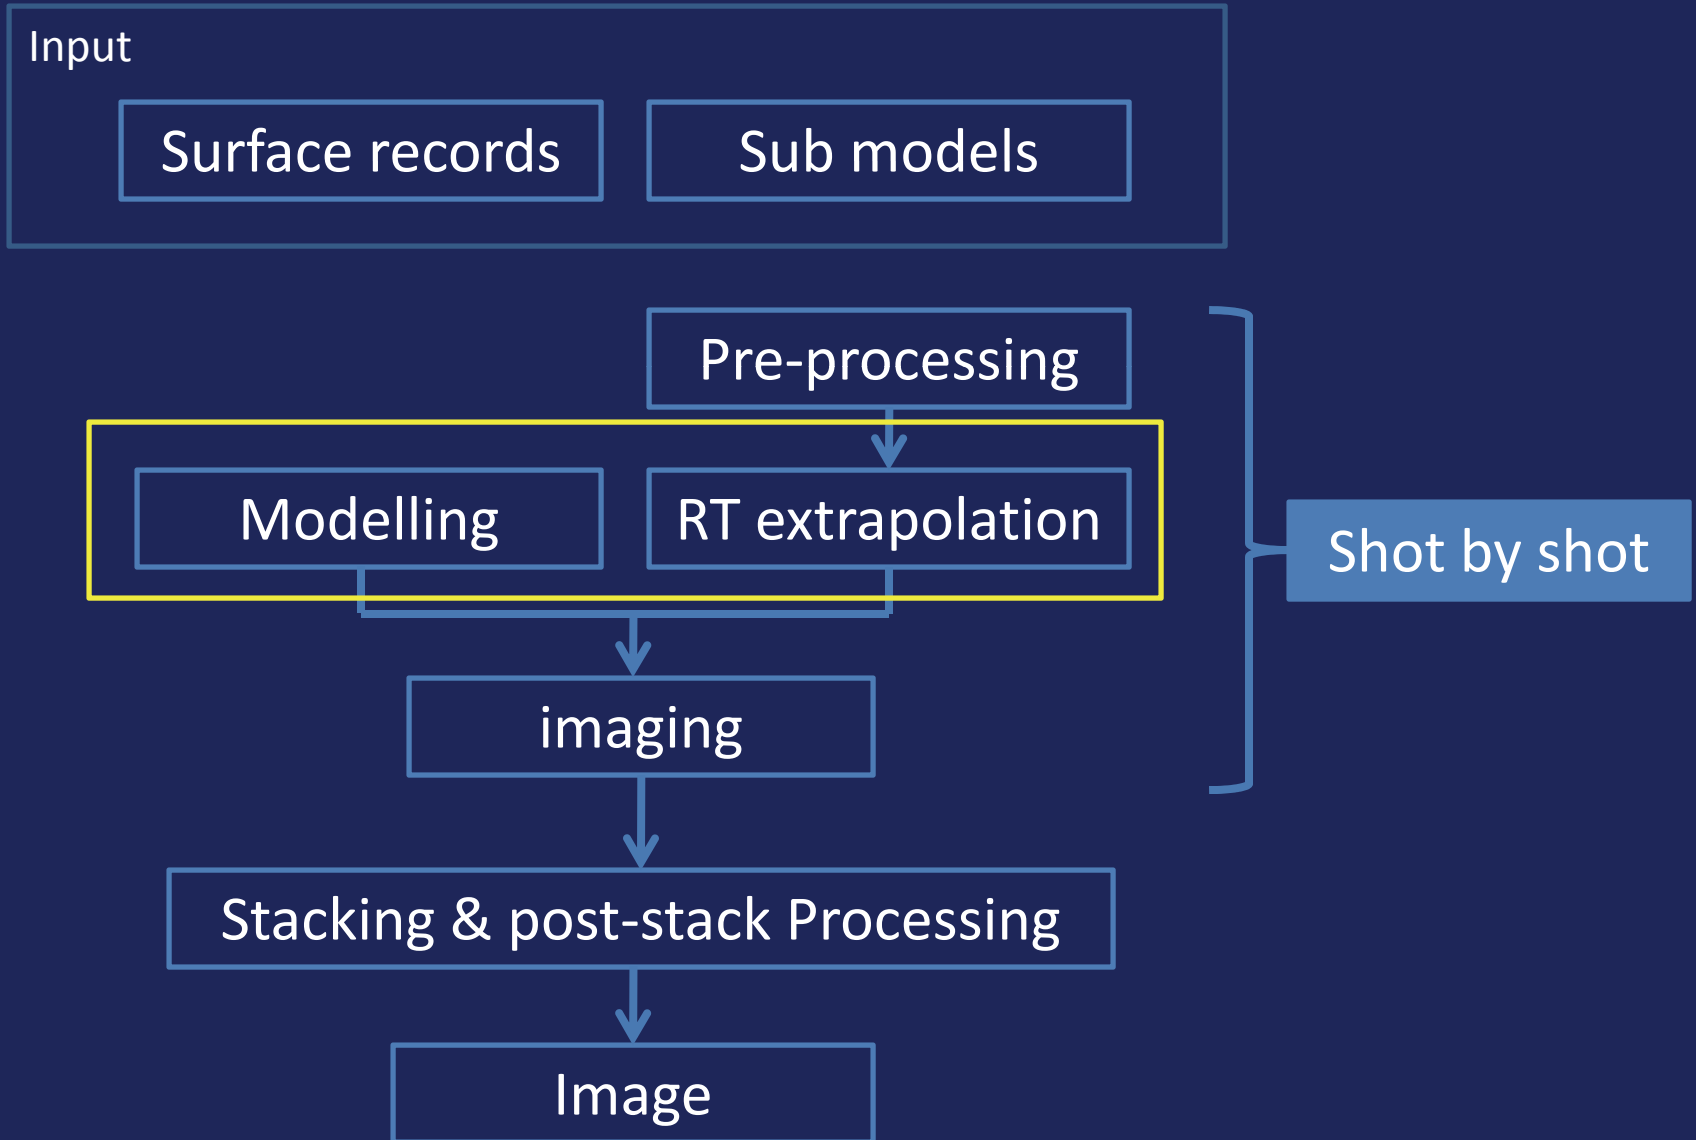 Input
Surface records
Sub models
Pre-processing
Modelling
RT extrapolation
Shot by shot
imaging
Stacking & post-stack Processing
Image